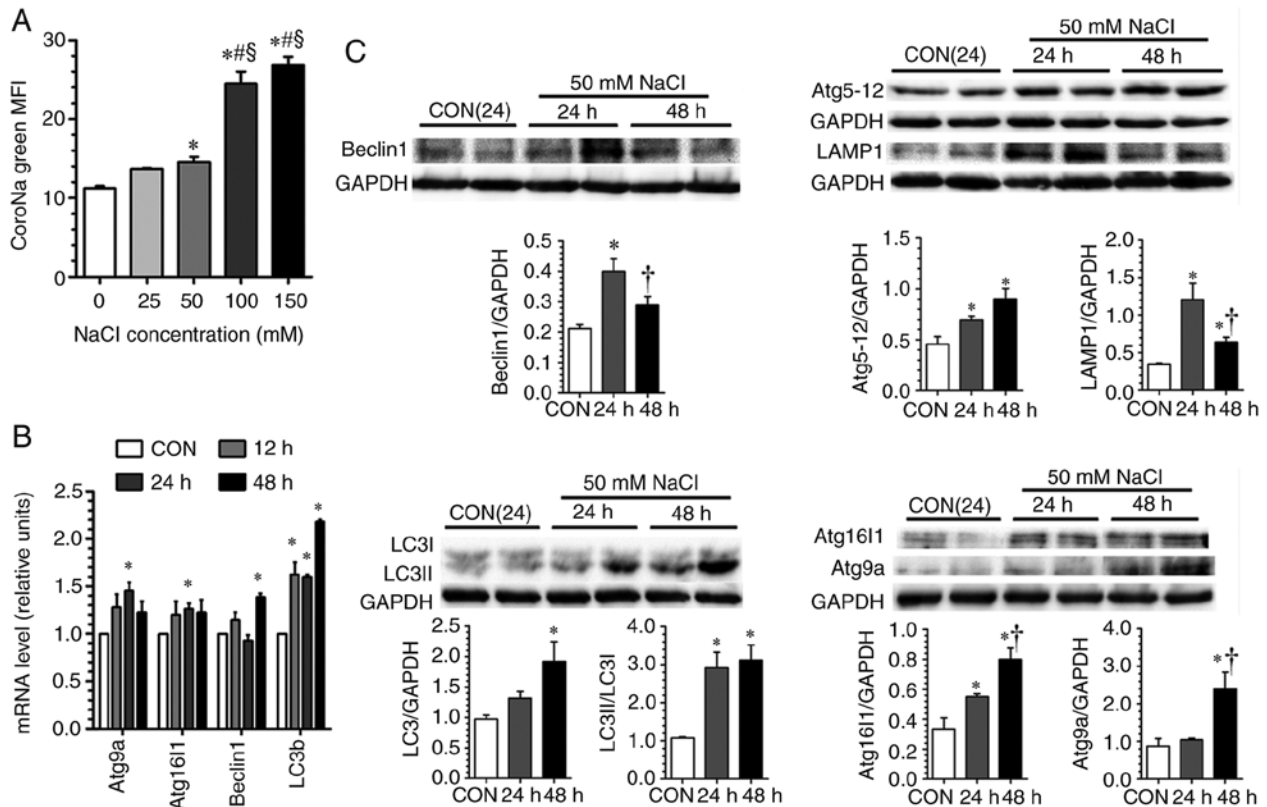 A
CoroNa green MFI
40
30
20
10
0
*
*#§
*#§
0 25 50 100 150
NaCl concentration (mM)
B
CON 12 h
24 h 48 h
mRNA level (relative units)
2.5
2.0
1.5
1.0
0.5
0.0
*
*
*
*
*
*
Atg9a
Atg16l1
Beclin1
LC3b
C
50 mM NaCl
CON(24) 24 h 48 h
Beclin1
GAPDH
Beclin1/GAPDH
0.5
0.4
0.3
0.2
0.1
0.0
*
†
CON 24 h 48 h
50 mM NaCl
CON(24) 24 h 48 h
Atg5-12
GAPDH
LAMP1
GAPDH
Atg5-12/GAPDH
1.5
1.0
0.5
0.0
*
*
CON 24 h 48 h
LAMP1/GAPDH
2.0
1.5
1.0
0.5
0.0
*
*†
CON 24 h 48 h
50 mM NaCl
CON(24) 24 h 48 h
LC3I
LC3II
GAPDH
LC3/GAPDH
2.5
2.0
1.5
1.0
0.5
0.0
*
CON 24 h 48 h
LC3II/LC3I
4.0
3.0
2.0
1.0
0.0
*
*
CON 24 h 48 h
50 mM NaCl
CON(24) 24 h 48 h
Atg16l1
Atg9a
GAPDH
Atg16l1/GAPDH
1.0
0.8
0.6
0.4
0.2
0.0
*
*†
CON 24 h 48 h
Atg9a/GAPDH
4.0
3.0
2.0
1.0
0.0
*†
CON 24 h 48 h